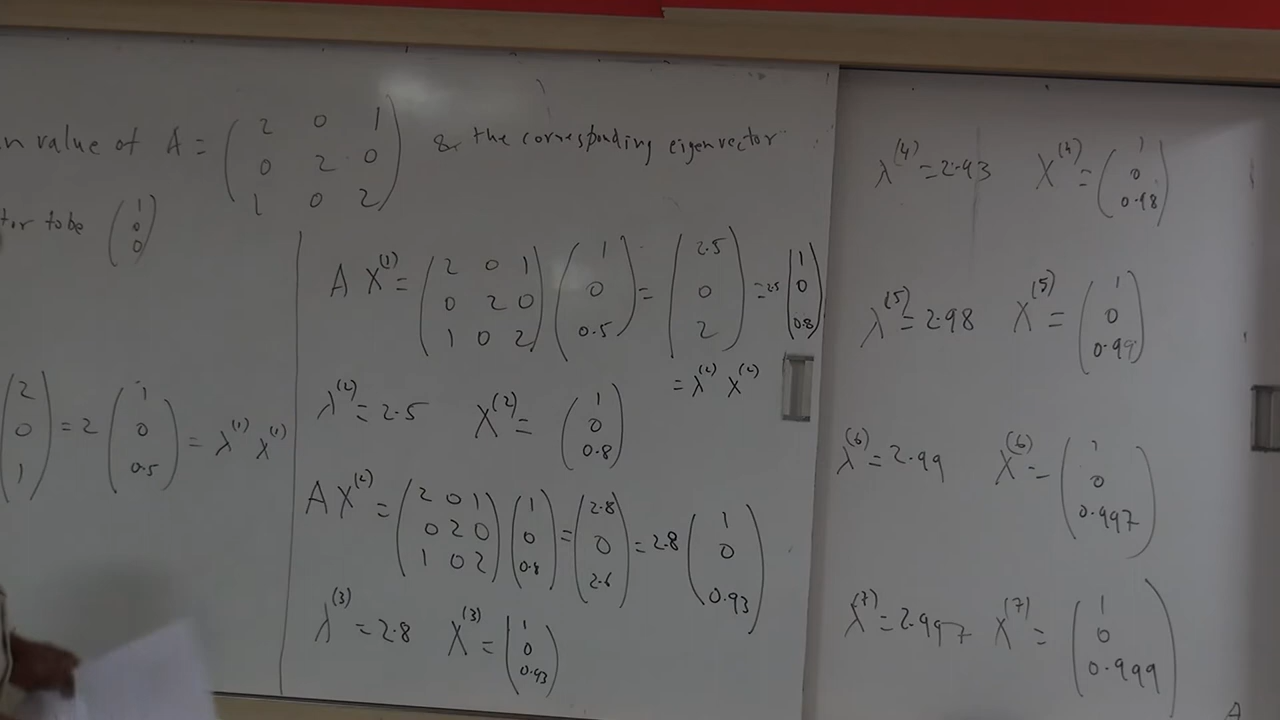 n value of A = ( 2 0 1 ; 0 2 0 ; 1 0 2 ) & the corresponding eigenvector
tor to be ( 1 ; 0 ; 0 )
( 2 ; 0 ; 1 ) = 2 ( 1 ; 0 ; 0.5 ) = λ^(1) X^(1)
A X^(1) = ( 2 0 1 ; 0 2 0 ; 1 0 2 ) ( 1 ; 0 ; 0.5 ) = ( 2.5 ; 0 ; 2 ) = 2.5 ( 1 ; 0 ; 0.8 )
= λ^(2) X^(2)
λ^(2) = 2.5 X^(2) = ( 1 ; 0 ; 0.8 )
A X^(2) = ( 2 0 1 ; 0 2 0 ; 1 0 2 ) ( 1 ; 0 ; 0.8 ) = ( 2.8 ; 0 ; 2.6 ) = 2.8 ( 1 ; 0 ; 0.93 )
λ^(3) = 2.8 X^(3) = ( 1 ; 0 ; 0.93 )
λ^(4) = 2.93 X^(4) = ( 1 ; 0 ; 0.98 )
λ^(5) = 2.98 X^(5) = ( 1 ; 0 ; 0.99 )
λ^(6) = 2.99 X^(6) = ( 1 ; 0 ; 0.997 )
λ^(7) = 2.997 X^(7) = ( 1 ; 0 ; 0.999 )
A